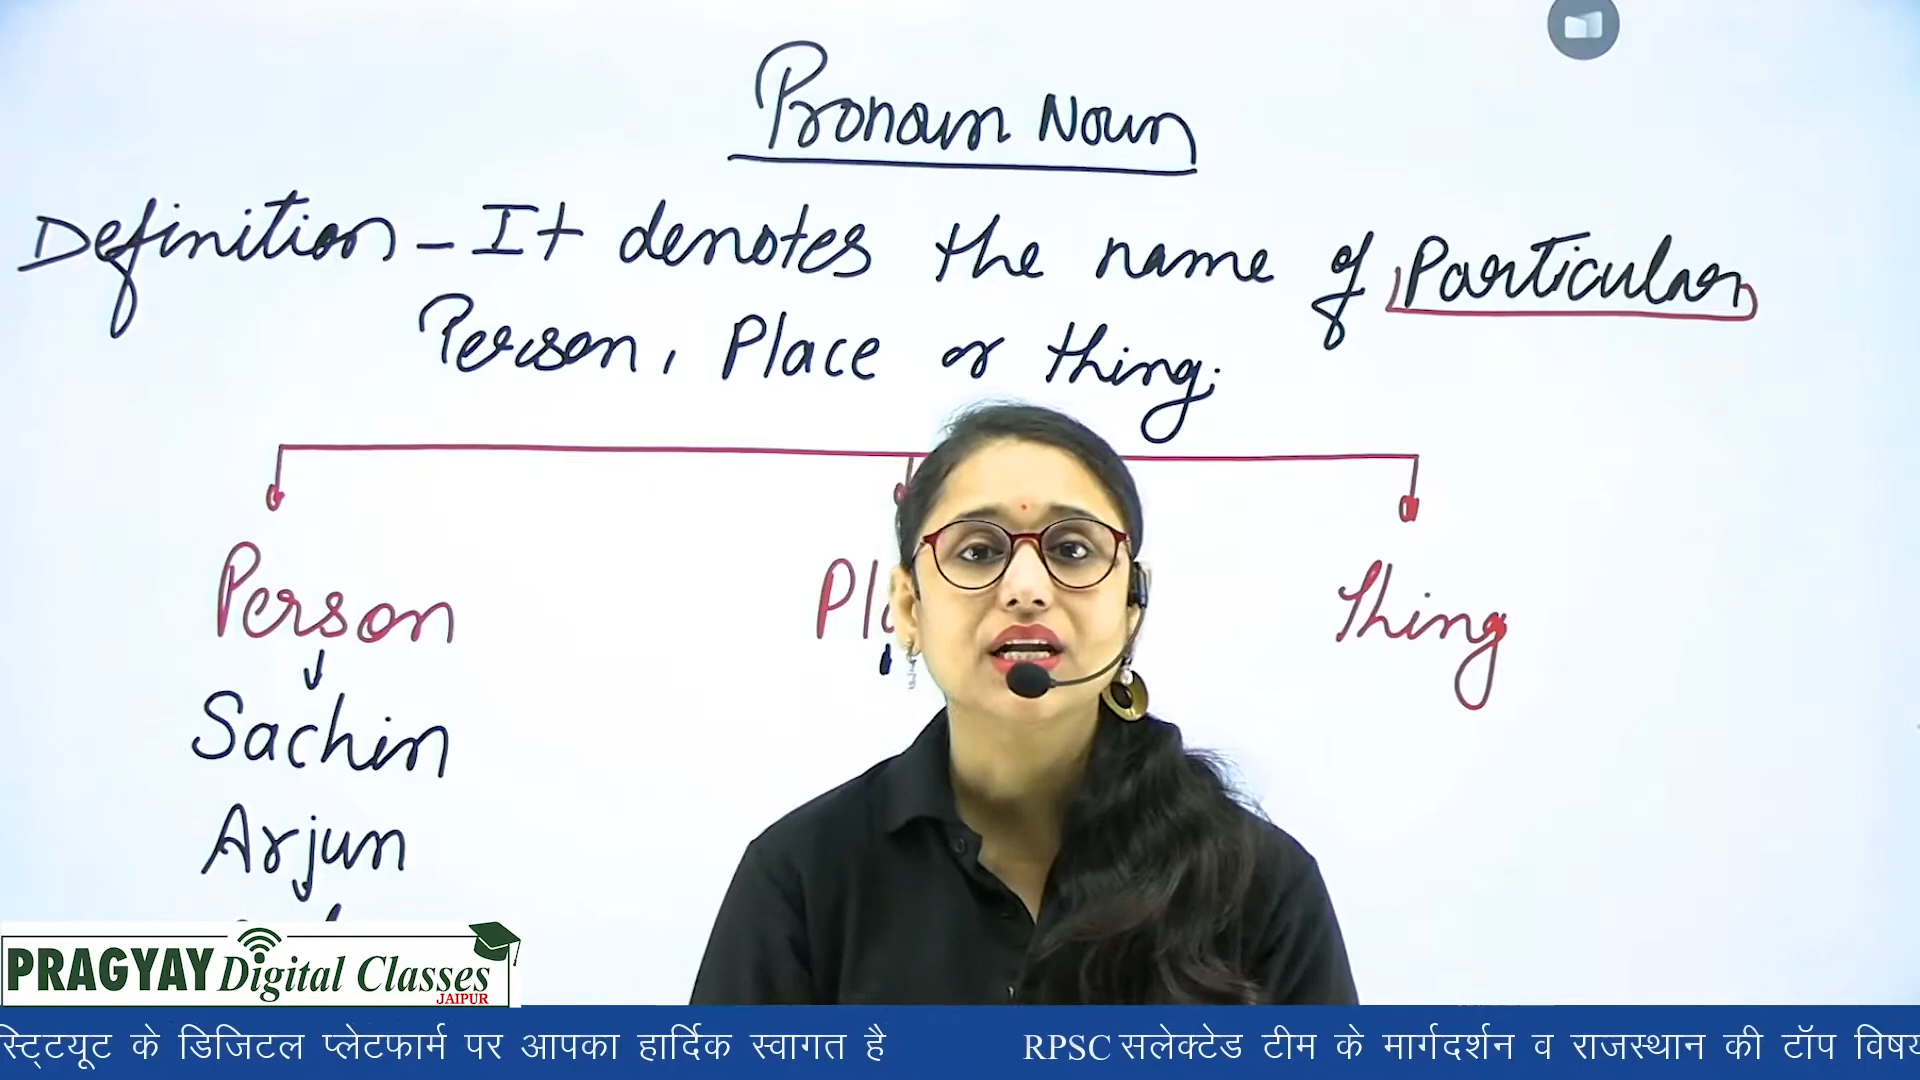 Pronoun Noun
Definition - It denotes the name of Particular
Person, Place or thing.
Person
Thing
Sachin
Arjun
PRAGYAY Digital Classes
JAIPUR
के डिजिटल प्लेटफार्म पर आपका हार्दिक स्वागत है RPSC सलेक्टेड टीम के मार्गदर्शन व राजस्थान की टॉप